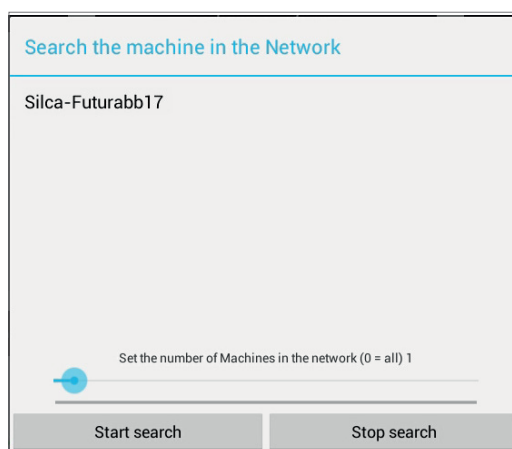 Search the machine in the Network
Silca-Futurabb17
Set the number of Machines in the network (0 = all) 1
Start search
Stop search